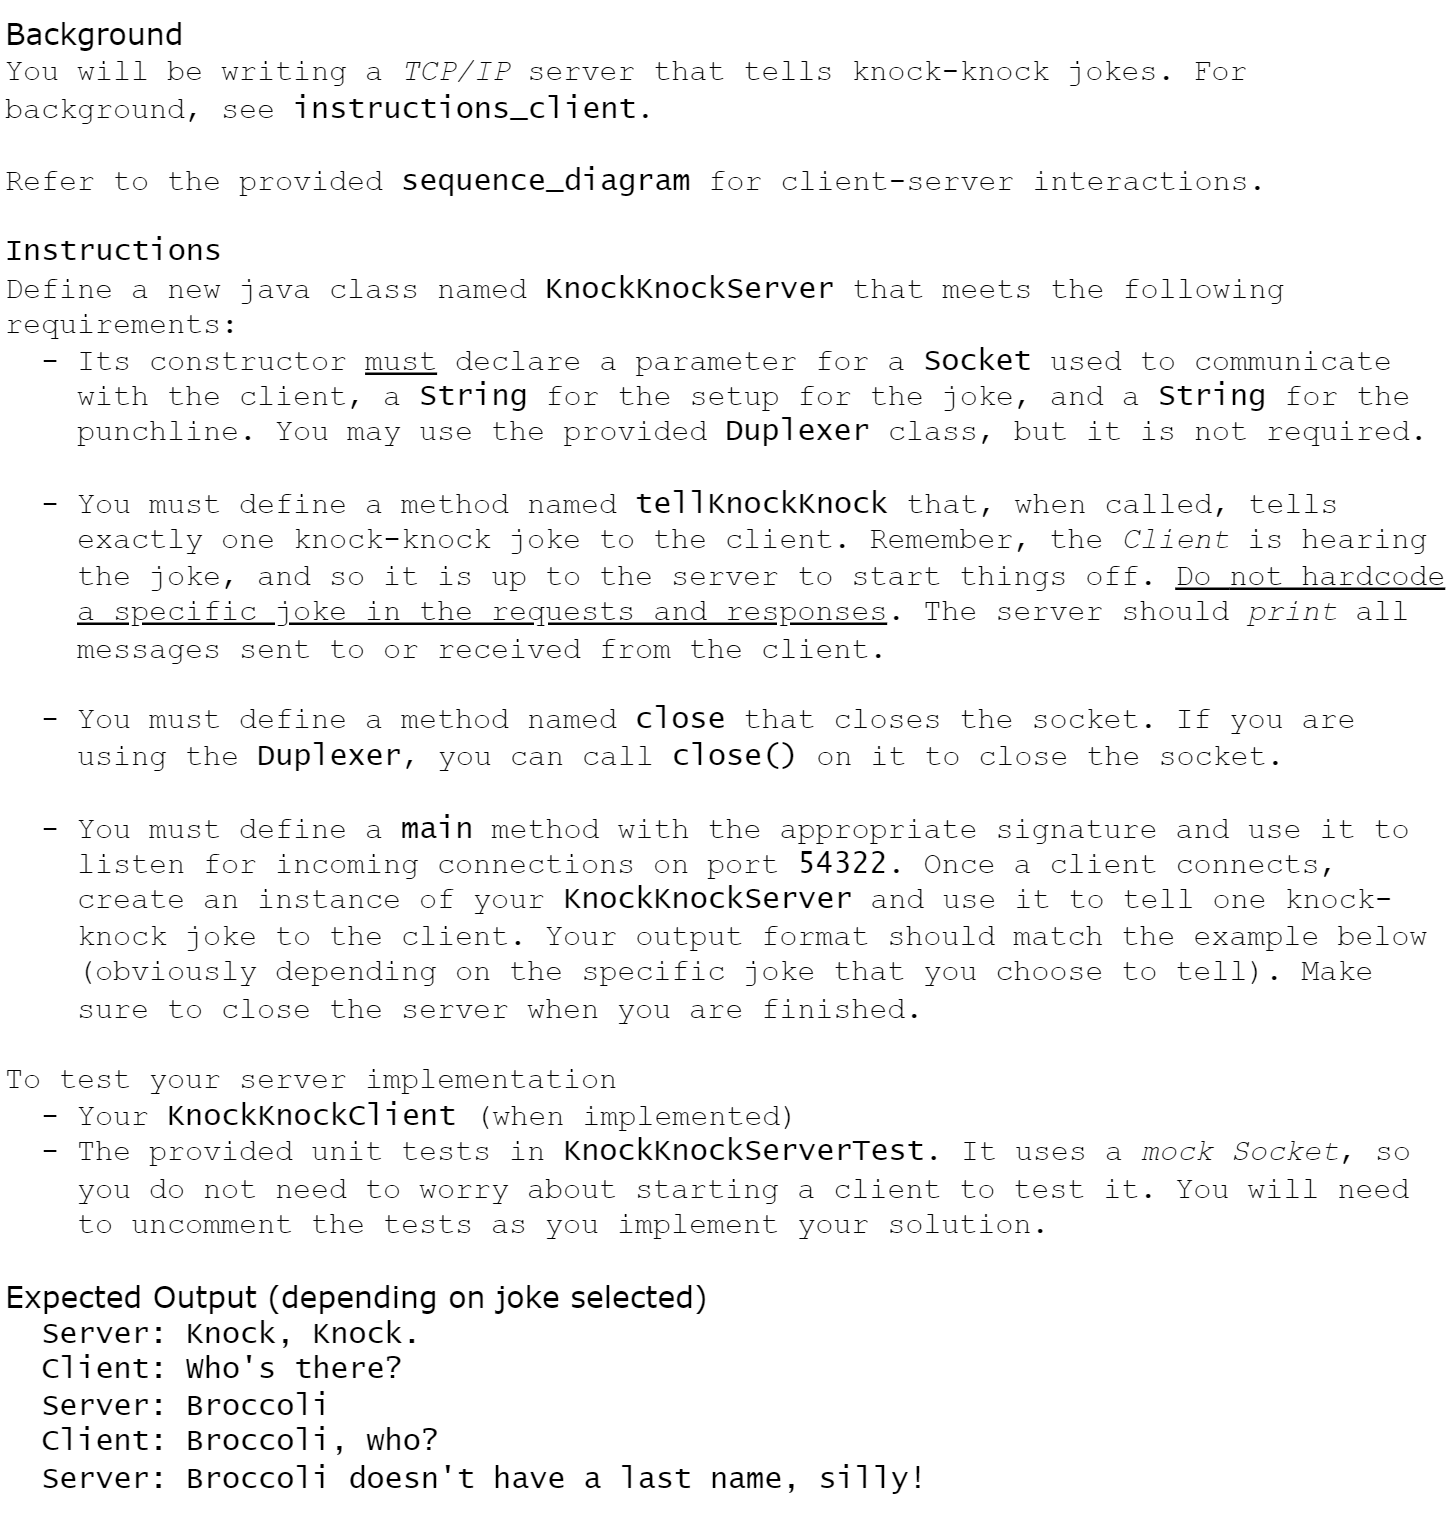 Background
You will be writing a TCP/IP server that tells knock-knock jokes. For
background, see instructions_client.
Refer to the provided sequence_diagram for client-server interactions.
Instructions
Define a new java class named KnockKnockServer that meets the following
requirements:
- Its constructor must declare a parameter for a Socket used to communicate
with the client, a String for the setup for the joke, and a String for the
punchline. You may use the provided Duplexer class, but it is not required.
- You must define a method named tellKnockKnock that, when called, tells
exactly one knock-knock joke to the client. Remember, the Client is hearing
the joke, and so it is up to the server to start things off. Do not hardcode
a specific joke in the requests and responses. The server should print all
messages sent to or received from the client.
- You must define a method named close that closes the socket. If you are
using the Duplexer, you can call close() on it to close the socket.
- You must define a main method with the appropriate signature and use it to
listen for incoming connections on port 54322. Once a client connects,
create an instance of your KnockKnockServer and use it to tell one knock-
knock joke to the client. Your output format should match the example below
(obviously depending on the specific joke that you choose to tell). Make
sure to close the server when you are finished.
To test your server implementation
- Your KnockKnockClient (when implemented)
- The provided unit tests in KnockKnockServerTest. It uses a mock Socket, so
you do not need to worry about starting a client to test it. You will need
to uncomment the tests as you implement your solution.
Expected Output (depending on joke selected)
Server: Knock, Knock.
Client: Who's there?
Server: Broccoli
Client: Broccoli, who?
Server: Broccoli doesn't have a last name, silly!